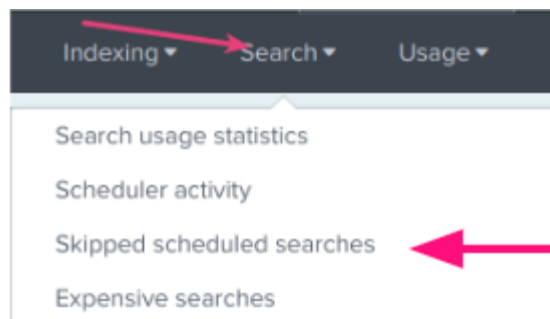 Indexing Search Usage
Search usage statistics
Scheduler activity
Skipped scheduled searches
Expensive searches